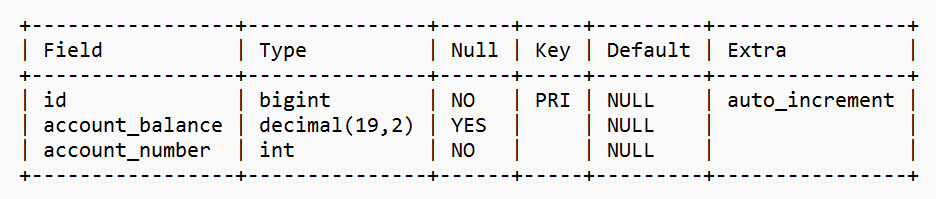 +-----------------+---------------+------+-----+---------+----------------+
| Field           | Type          | Null | Key | Default | Extra          |
+-----------------+---------------+------+-----+---------+----------------+
| id              | bigint        | NO   | PRI | NULL    | auto_increment |
| account_balance | decimal(19,2) | YES  |     | NULL    |                |
| account_number  | int           | NO   |     | NULL    |                |
+-----------------+---------------+------+-----+---------+----------------+